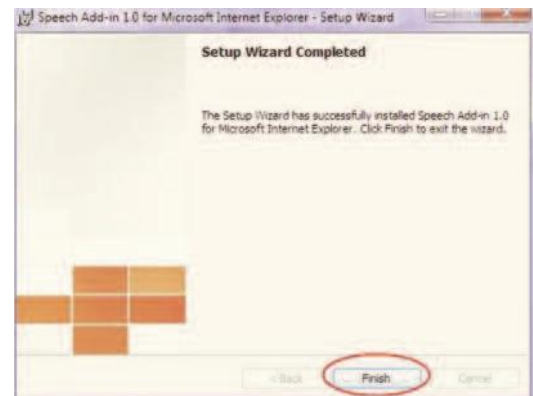 Speech Add-in 1.0 for Microsoft Internet Explorer - Setup Wizard
Setup Wizard Completed
The Setup Wizard has successfully installed Speech Add-in 1.0
for Microsoft Internet Explorer. Click Finish to exit the wizard.
< Back Finish Cancel